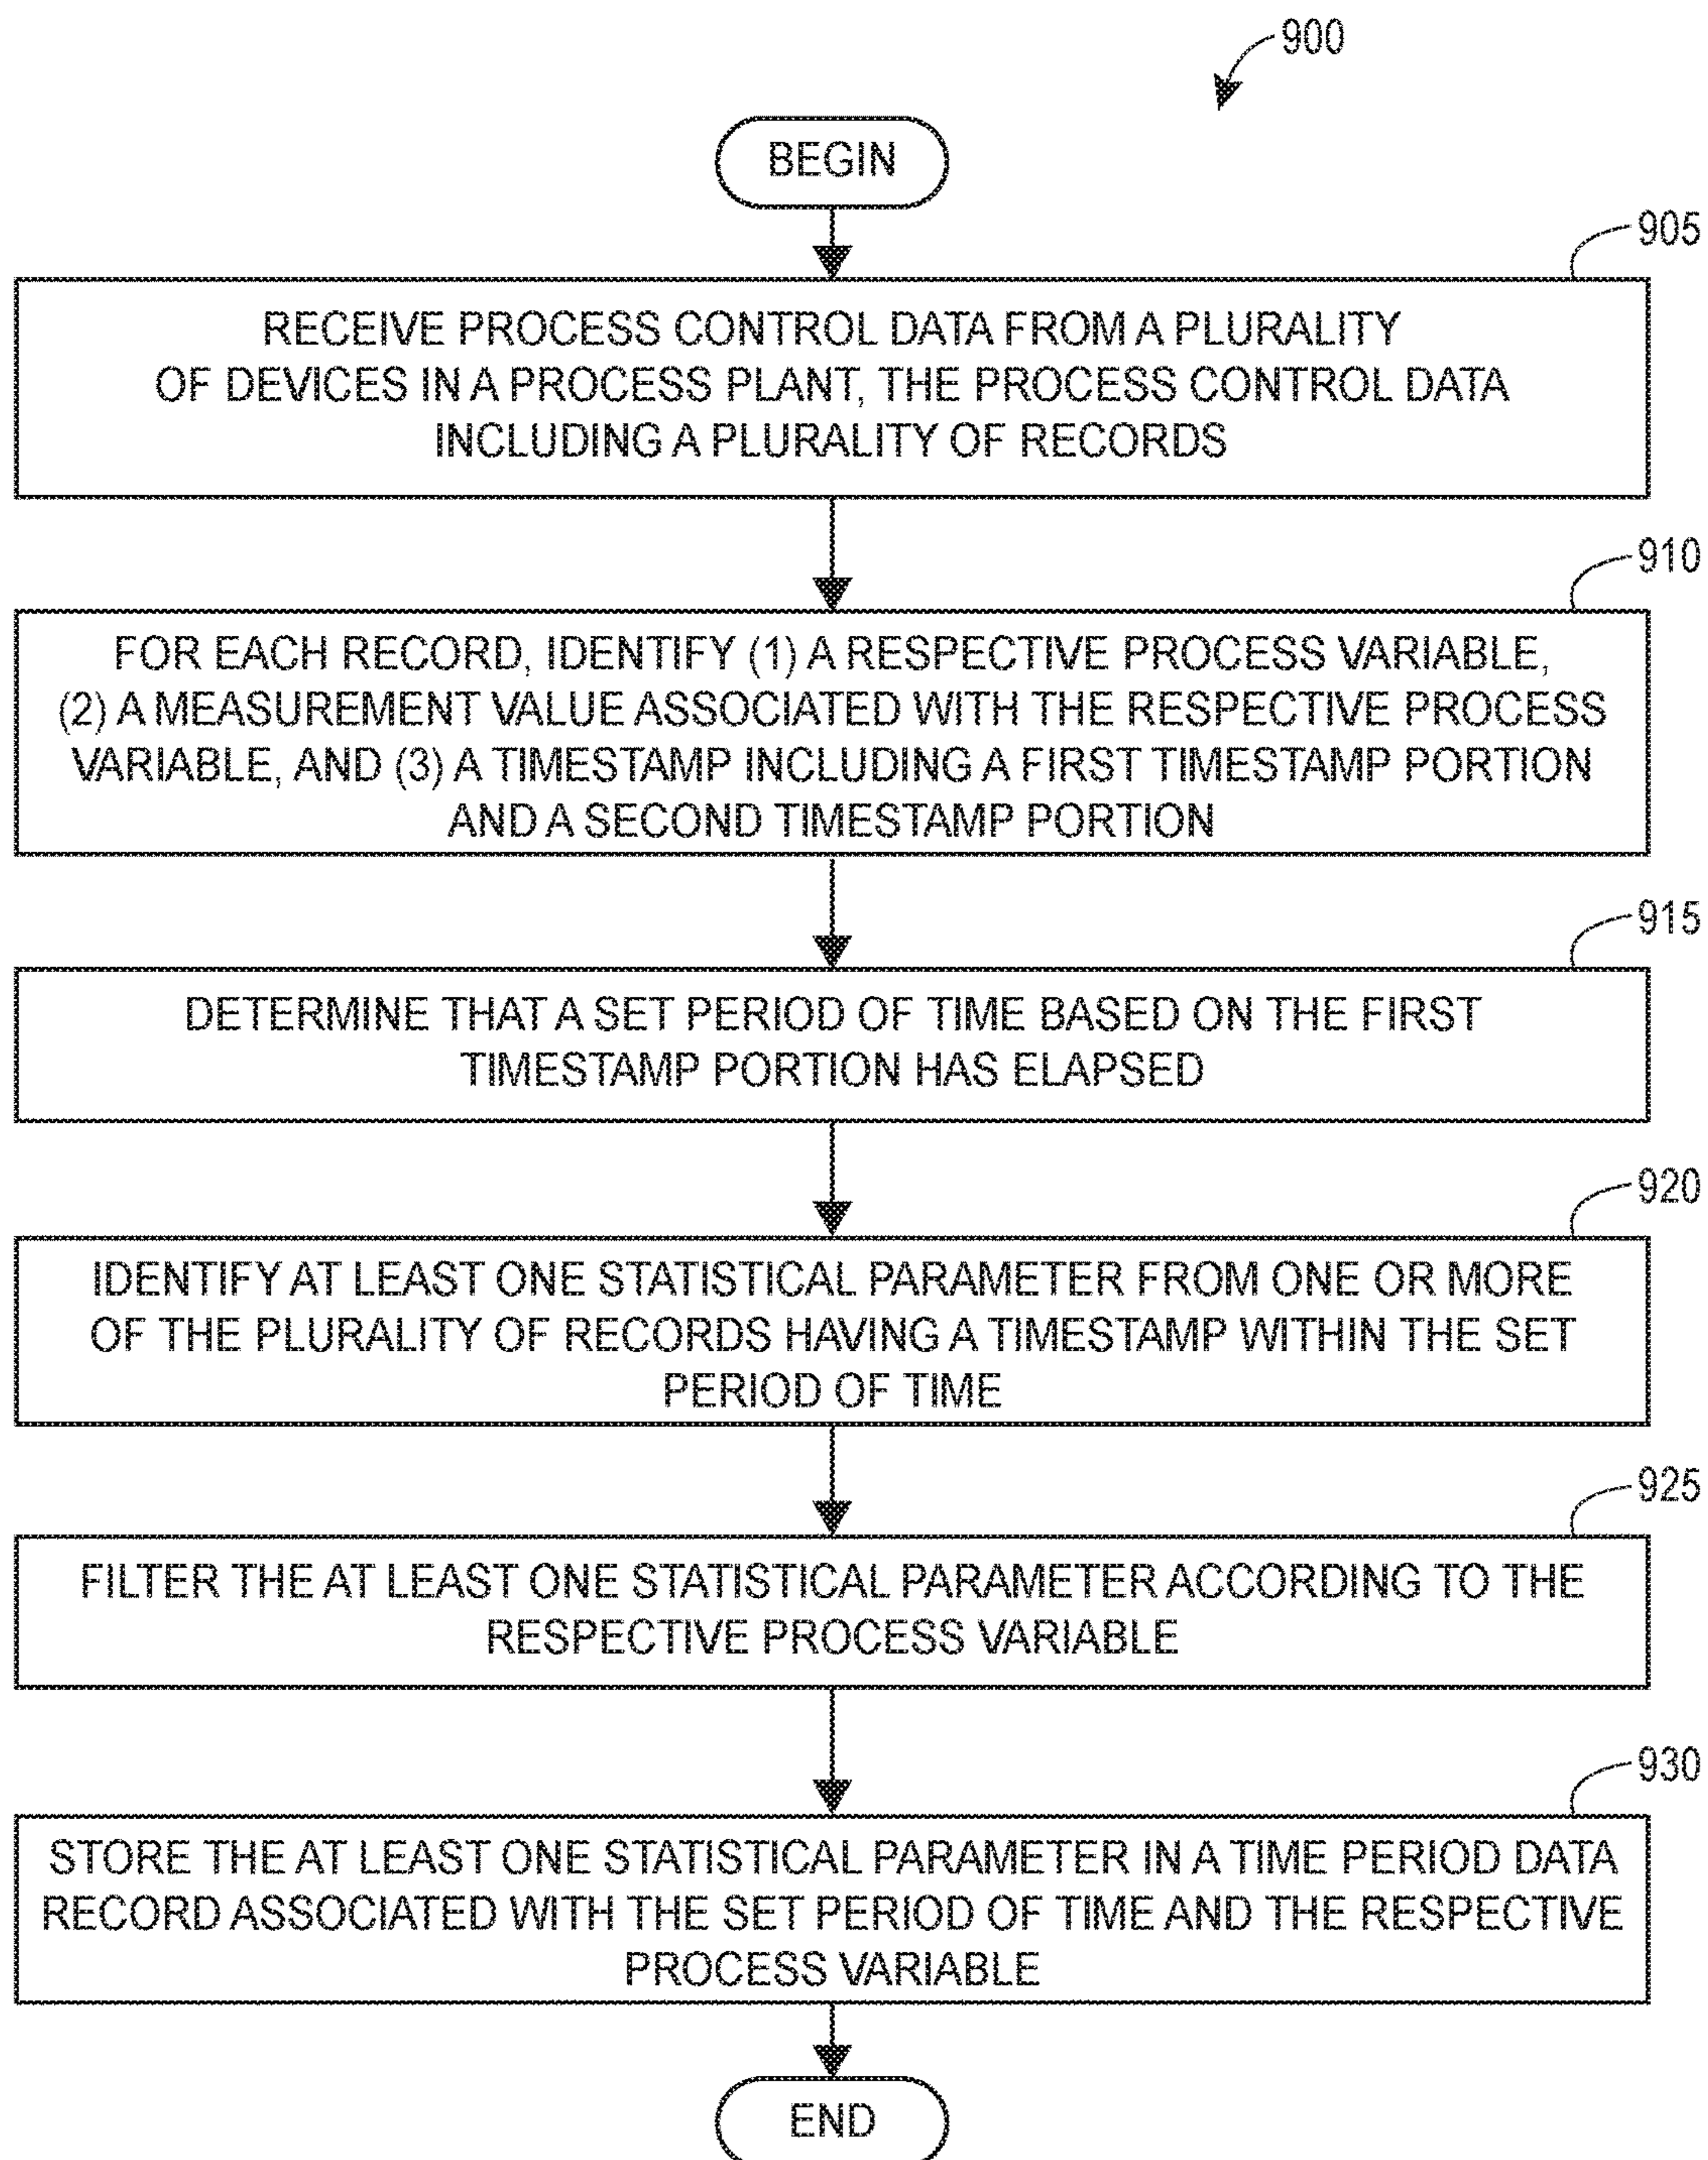 900
BEGIN
905
RECEIVE PROCESS CONTROL DATA FROM A PLURALITY
OF DEVICES IN A PROCESS PLANT, THE PROCESS CONTROL DATA
INCLUDING A PLURALITY OF RECORDS
910
FOR EACH RECORD, IDENTIFY (1) A RESPECTIVE PROCESS VARIABLE,
(2) A MEASUREMENT VALUE ASSOCIATED WITH THE RESPECTIVE PROCESS
VARIABLE, AND (3) A TIMESTAMP INCLUDING A FIRST TIMESTAMP PORTION
AND A SECOND TIMESTAMP PORTION
915
DETERMINE THAT A SET PERIOD OF TIME BASED ON THE FIRST
TIMESTAMP PORTION HAS ELAPSED
920
IDENTIFY AT LEAST ONE STATISTICAL PARAMETER FROM ONE OR MORE
OF THE PLURALITY OF RECORDS HAVING A TIMESTAMP WITHIN THE SET
PERIOD OF TIME
925
FILTER THE AT LEAST ONE STATISTICAL PARAMETER ACCORDING TO THE
RESPECTIVE PROCESS VARIABLE
930
STORE THE AT LEAST ONE STATISTICAL PARAMETER IN A TIME PERIOD DATA
RECORD ASSOCIATED WITH THE SET PERIOD OF TIME AND THE RESPECTIVE
PROCESS VARIABLE
END